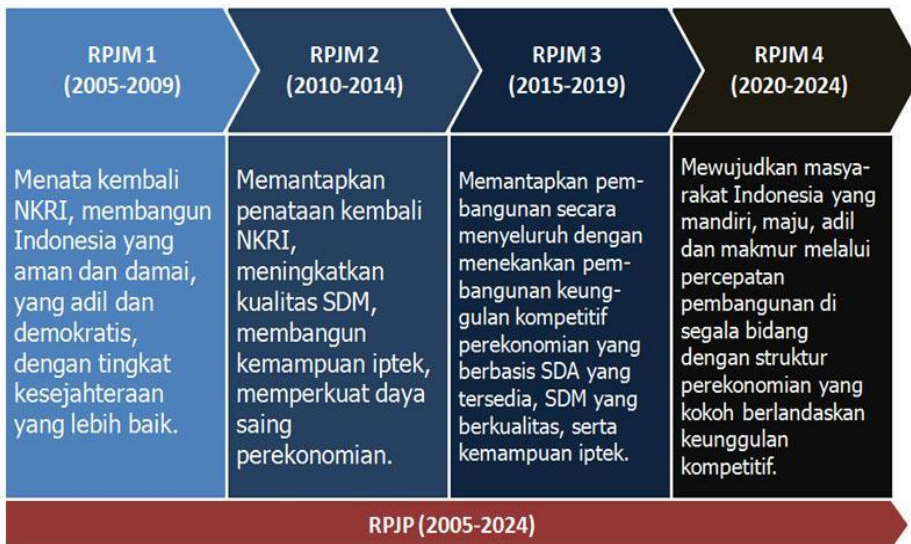 RPJM 1
(2005-2009)
RPJM 2
(2010-2014)
RPJM 3
(2015-2019)
RPJM 4
(2020-2024)
Menata kembali
NKRI, membangun
Indonesia yang
aman dan damai,
yang adil dan
demokratis,
dengan tingkat
kesejahteraan
yang lebih baik.
Memantapkan
penataan kembali
NKRI,
meningkatkan
kualitas SDM,
membangun
kemampuan iptek,
memperkuat daya
saing
perekonomian.
Memantapkan pem-
bangunan secara
menyeluruh dengan
menekankan pem-
bangunan keung-
gulan kompetitif
perekonomian yang
berbasis SDA yang
tersedia, SDM yang
berkualitas, serta
kemampuan iptek.
Mewujudkan masya-
rakat Indonesia yang
mandiri, maju, adil
dan makmur melalui
percepatan
pembangunan di
segala bidang
dengan struktur
perekonomian yang
kokoh berlandaskan
keunggulan
kompetitif.
RPJP (2005-2024)